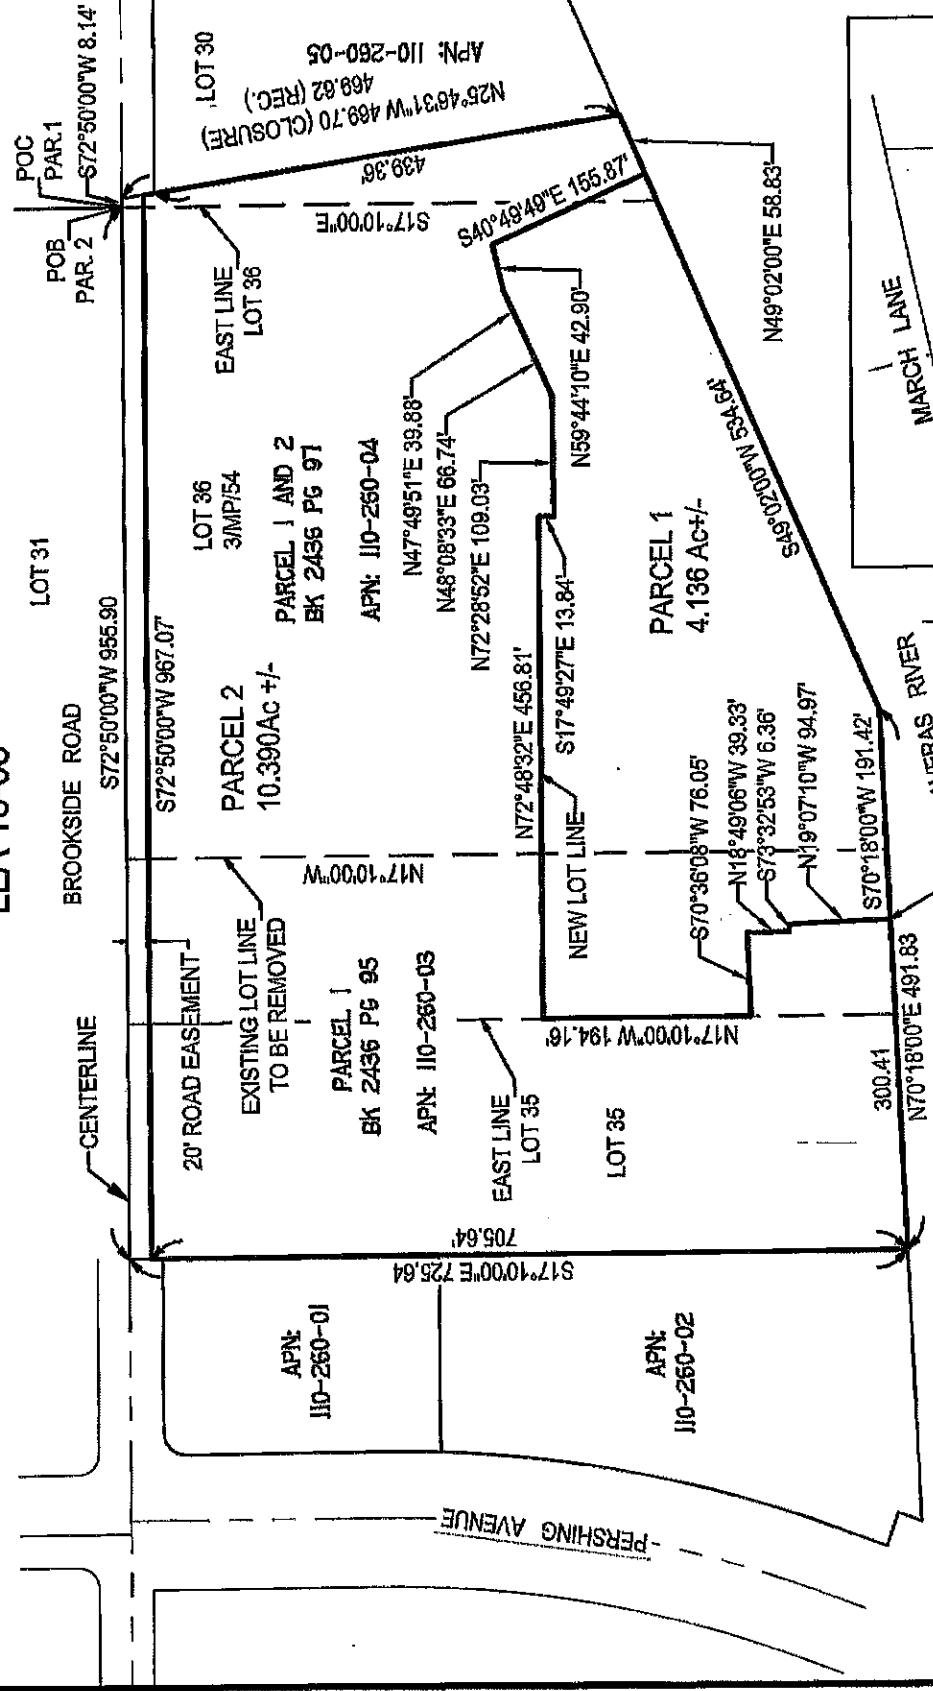 LOT 31
BROOKSIDE ROAD
CENTERLINE
S72°50'00"W 955.90
S72°50'00"W 967.07'
20' ROAD EASEMENT
POC
PAR.1
S72°50'00"W 8.14'
POB
PAR. 2
LOT 30
APN: 110-260-05
N25°46'31"W 469.70 (CLOSURE)
469.62 (REC.)
439.36'
S17°10'00"E
EAST LINE
LOT 36
LOT 36
3/MP/54
PARCEL 1 AND 2
BK 2436 PG 97
APN: 110-260-04
PARCEL 2
10.390Ac +/-
EXISTING LOT LINE
TO BE REMOVED
N17°10'00"W
PARCEL 1
BK 2436 PG 95
APN: 110-260-03
EAST LINE
LOT 35
LOT 35
S40°49'49"E 155.87'
N47°49'51"E 39.88'
N48°08'33"E 66.74'
N72°28'52"E 109.03'
N59°44'10"E 42.90'
N72°48'32"E 456.81'
S17°49'27"E 13.84'
NEW LOT LINE
N17°10'00"W 194.16'
S70°36'08"W 76.05'
N18°49'06"W 39.33'
S73°32'53"W 6.36'
N19°07'10"W 94.97'
S70°18'00"W 191.42'
PARCEL 1
4.136 Ac+/-
S49°02'00"W 534.64'
N49°02'00"E 58.83'
300.41
N70°18'00"E 491.83
705.64'
S17°10'00"E 725.64
APN:
110-260-01
APN:
110-260-02
PERSHING AVENUE
MARCH LANE
RIVER